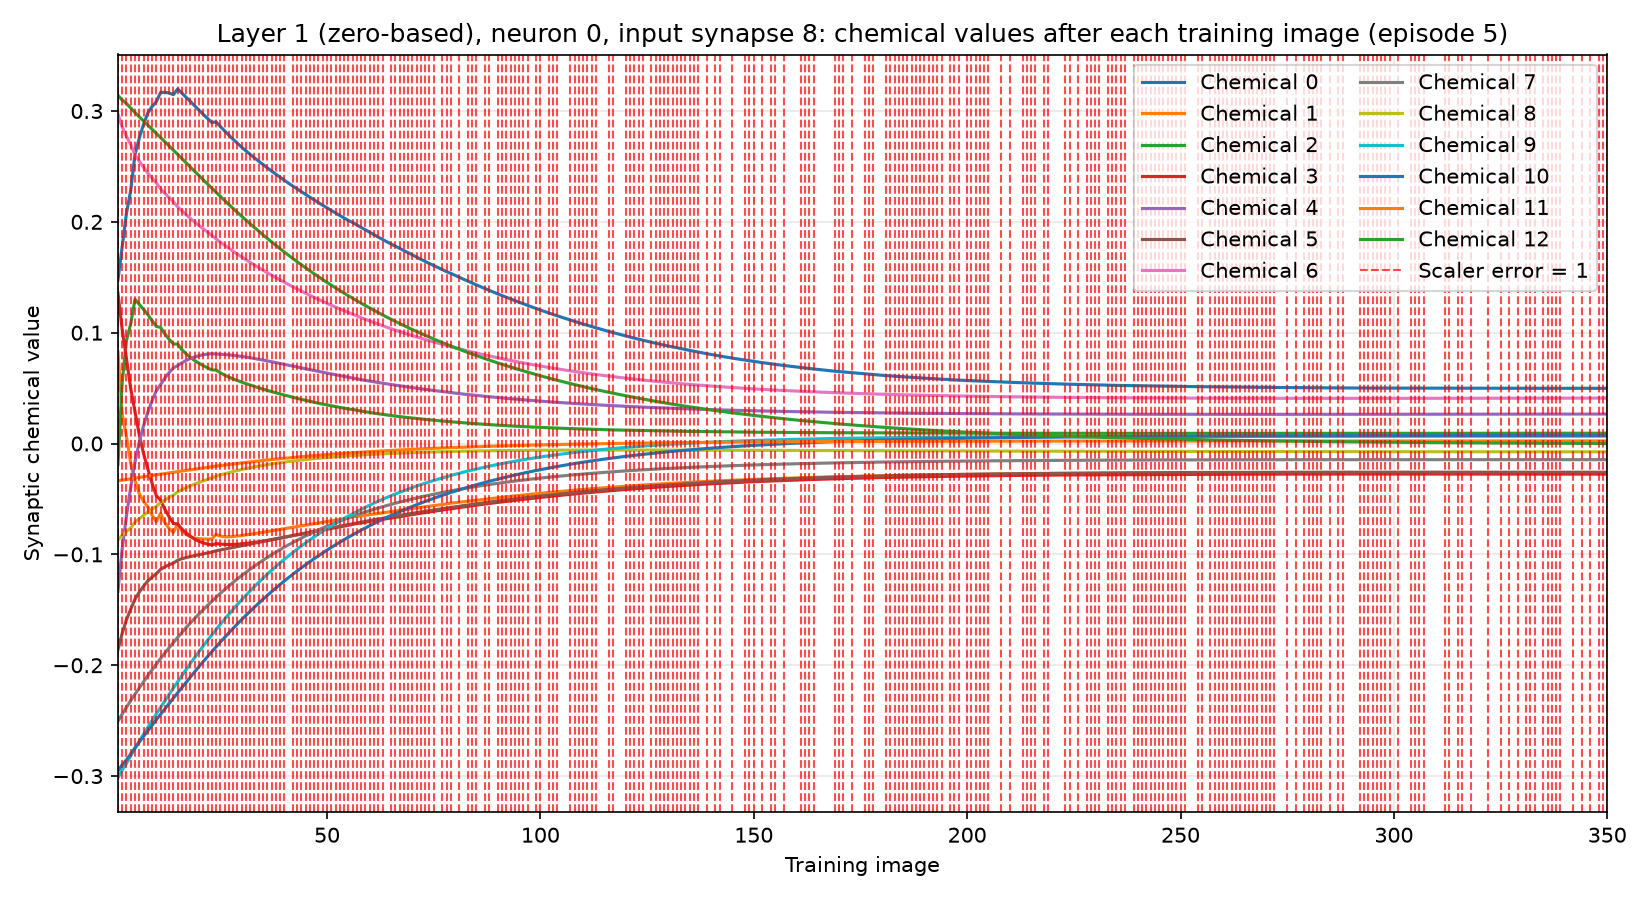 Layer 1 (zero-based), neuron 0, input synapse 8: chemical values after each training image (episode 5)
Synaptic chemical value
0.3
0.2
0.1
0.0
−0.1
−0.2
−0.3
Chemical 0
Chemical 1
Chemical 2
Chemical 3
Chemical 4
Chemical 5
Chemical 6
Chemical 7
Chemical 8
Chemical 9
Chemical 10
Chemical 11
Chemical 12
Scaler error = 1
50
100
150
200
250
300
350
Training image